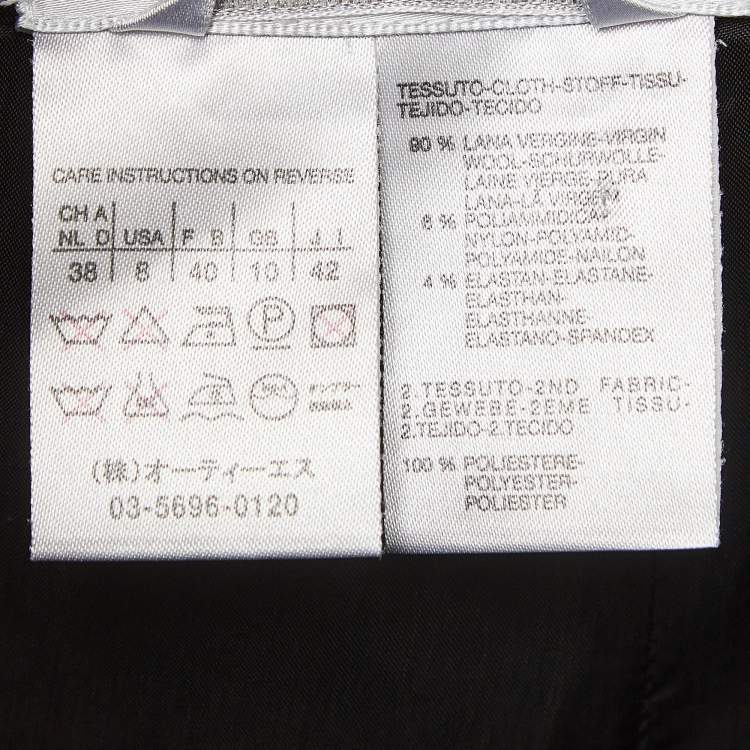 CARE INSTRUCTIONS ON REVERSE
CH A
NL D USA F B GB J I
38 8 40 10 42
P
(株)オーティーエス
03-5696-0120
TESSUTO-CLOTH-STOFF-TISSU-
TEJIDO-TECIDO
90 % LANA VERGINE-VIRGIN
WOOL-SCHURWOLLE-
LAINE VIERGE-PURA
LANA-LÃ VIRGEM
6 % POLIAMMIDICA-
NYLON-POLYAMID-
POLYAMIDE-NAILON
4 % ELASTAN-ELASTANE-
ELASTHAN-
ELASTHANNE-
ELASTANO-SPANDEX
2.TESSUTO-2ND FABRIC-
2.GEWEBE-2EME TISSU-
2.TEJIDO-2.TECIDO
100 % POLIESTERE-
POLYESTER-
POLIESTER